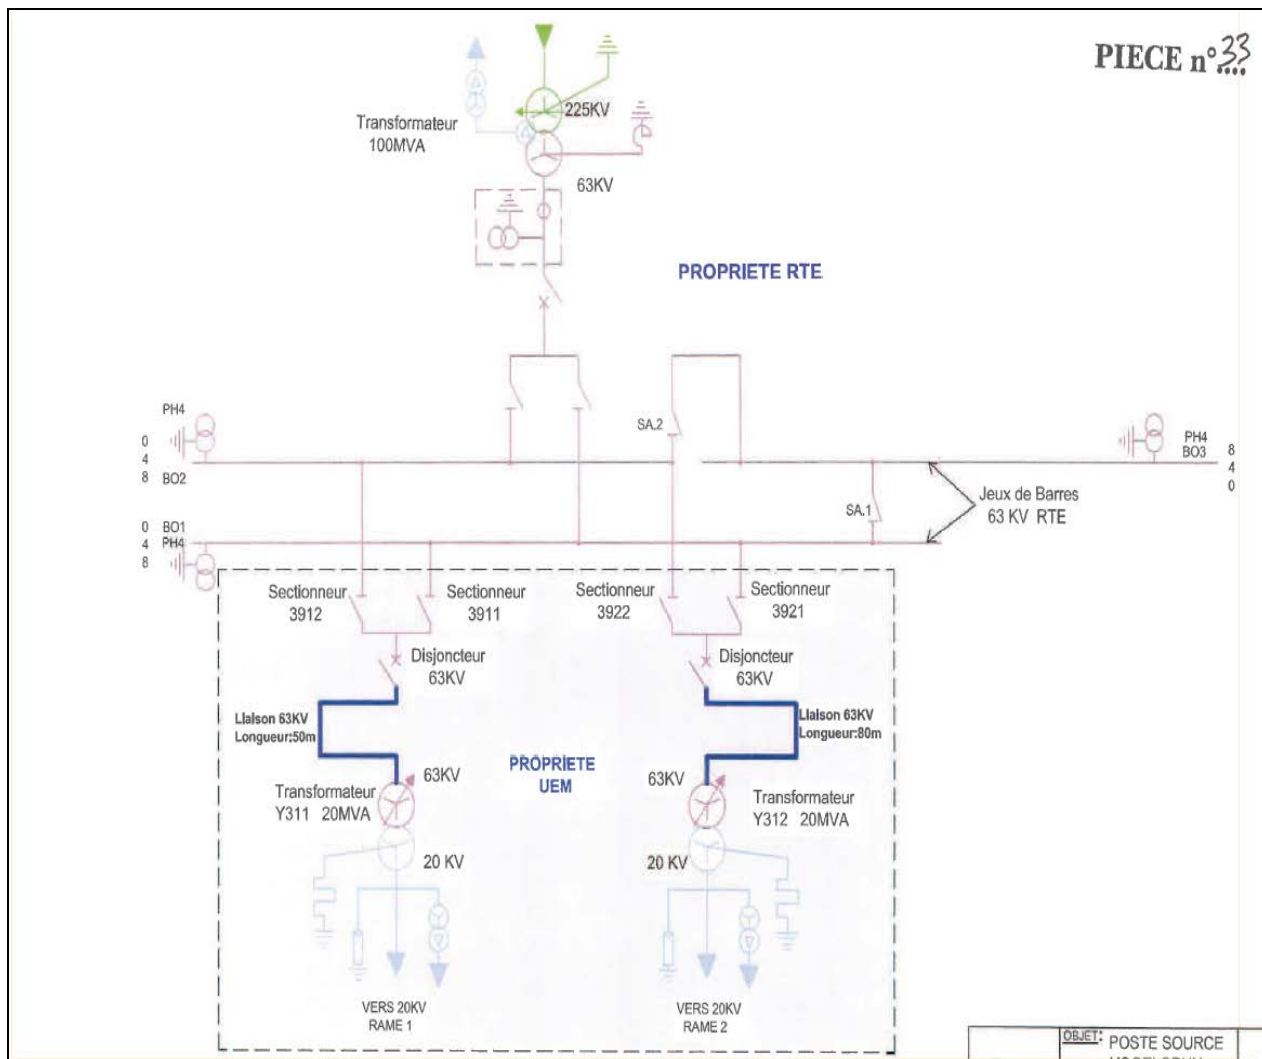 PIECE n° 33
225KV
Transformateur
100MVA
63KV
PROPRIETE RTE
PH4
0
4
8
BO2
SA.2
PH4
BO3
8
4
0
SA.1
Jeux de Barres
63 KV RTE
0
4
8
BO1
PH4
Sectionneur
3912
Sectionneur
3911
Sectionneur
3922
Sectionneur
3921
Disjoncteur
63KV
Disjoncteur
63KV
LIaison 63KV
Longueur:50m
LIaison 63KV
Longueur:80m
PROPRIETE
UEM
63KV
Transformateur
Y311 20MVA
63KV
Transformateur
Y312 20MVA
20 KV
20 KV
VERS 20KV
RAME 1
VERS 20KV
RAME 2
OBJET: POSTE SOURCE